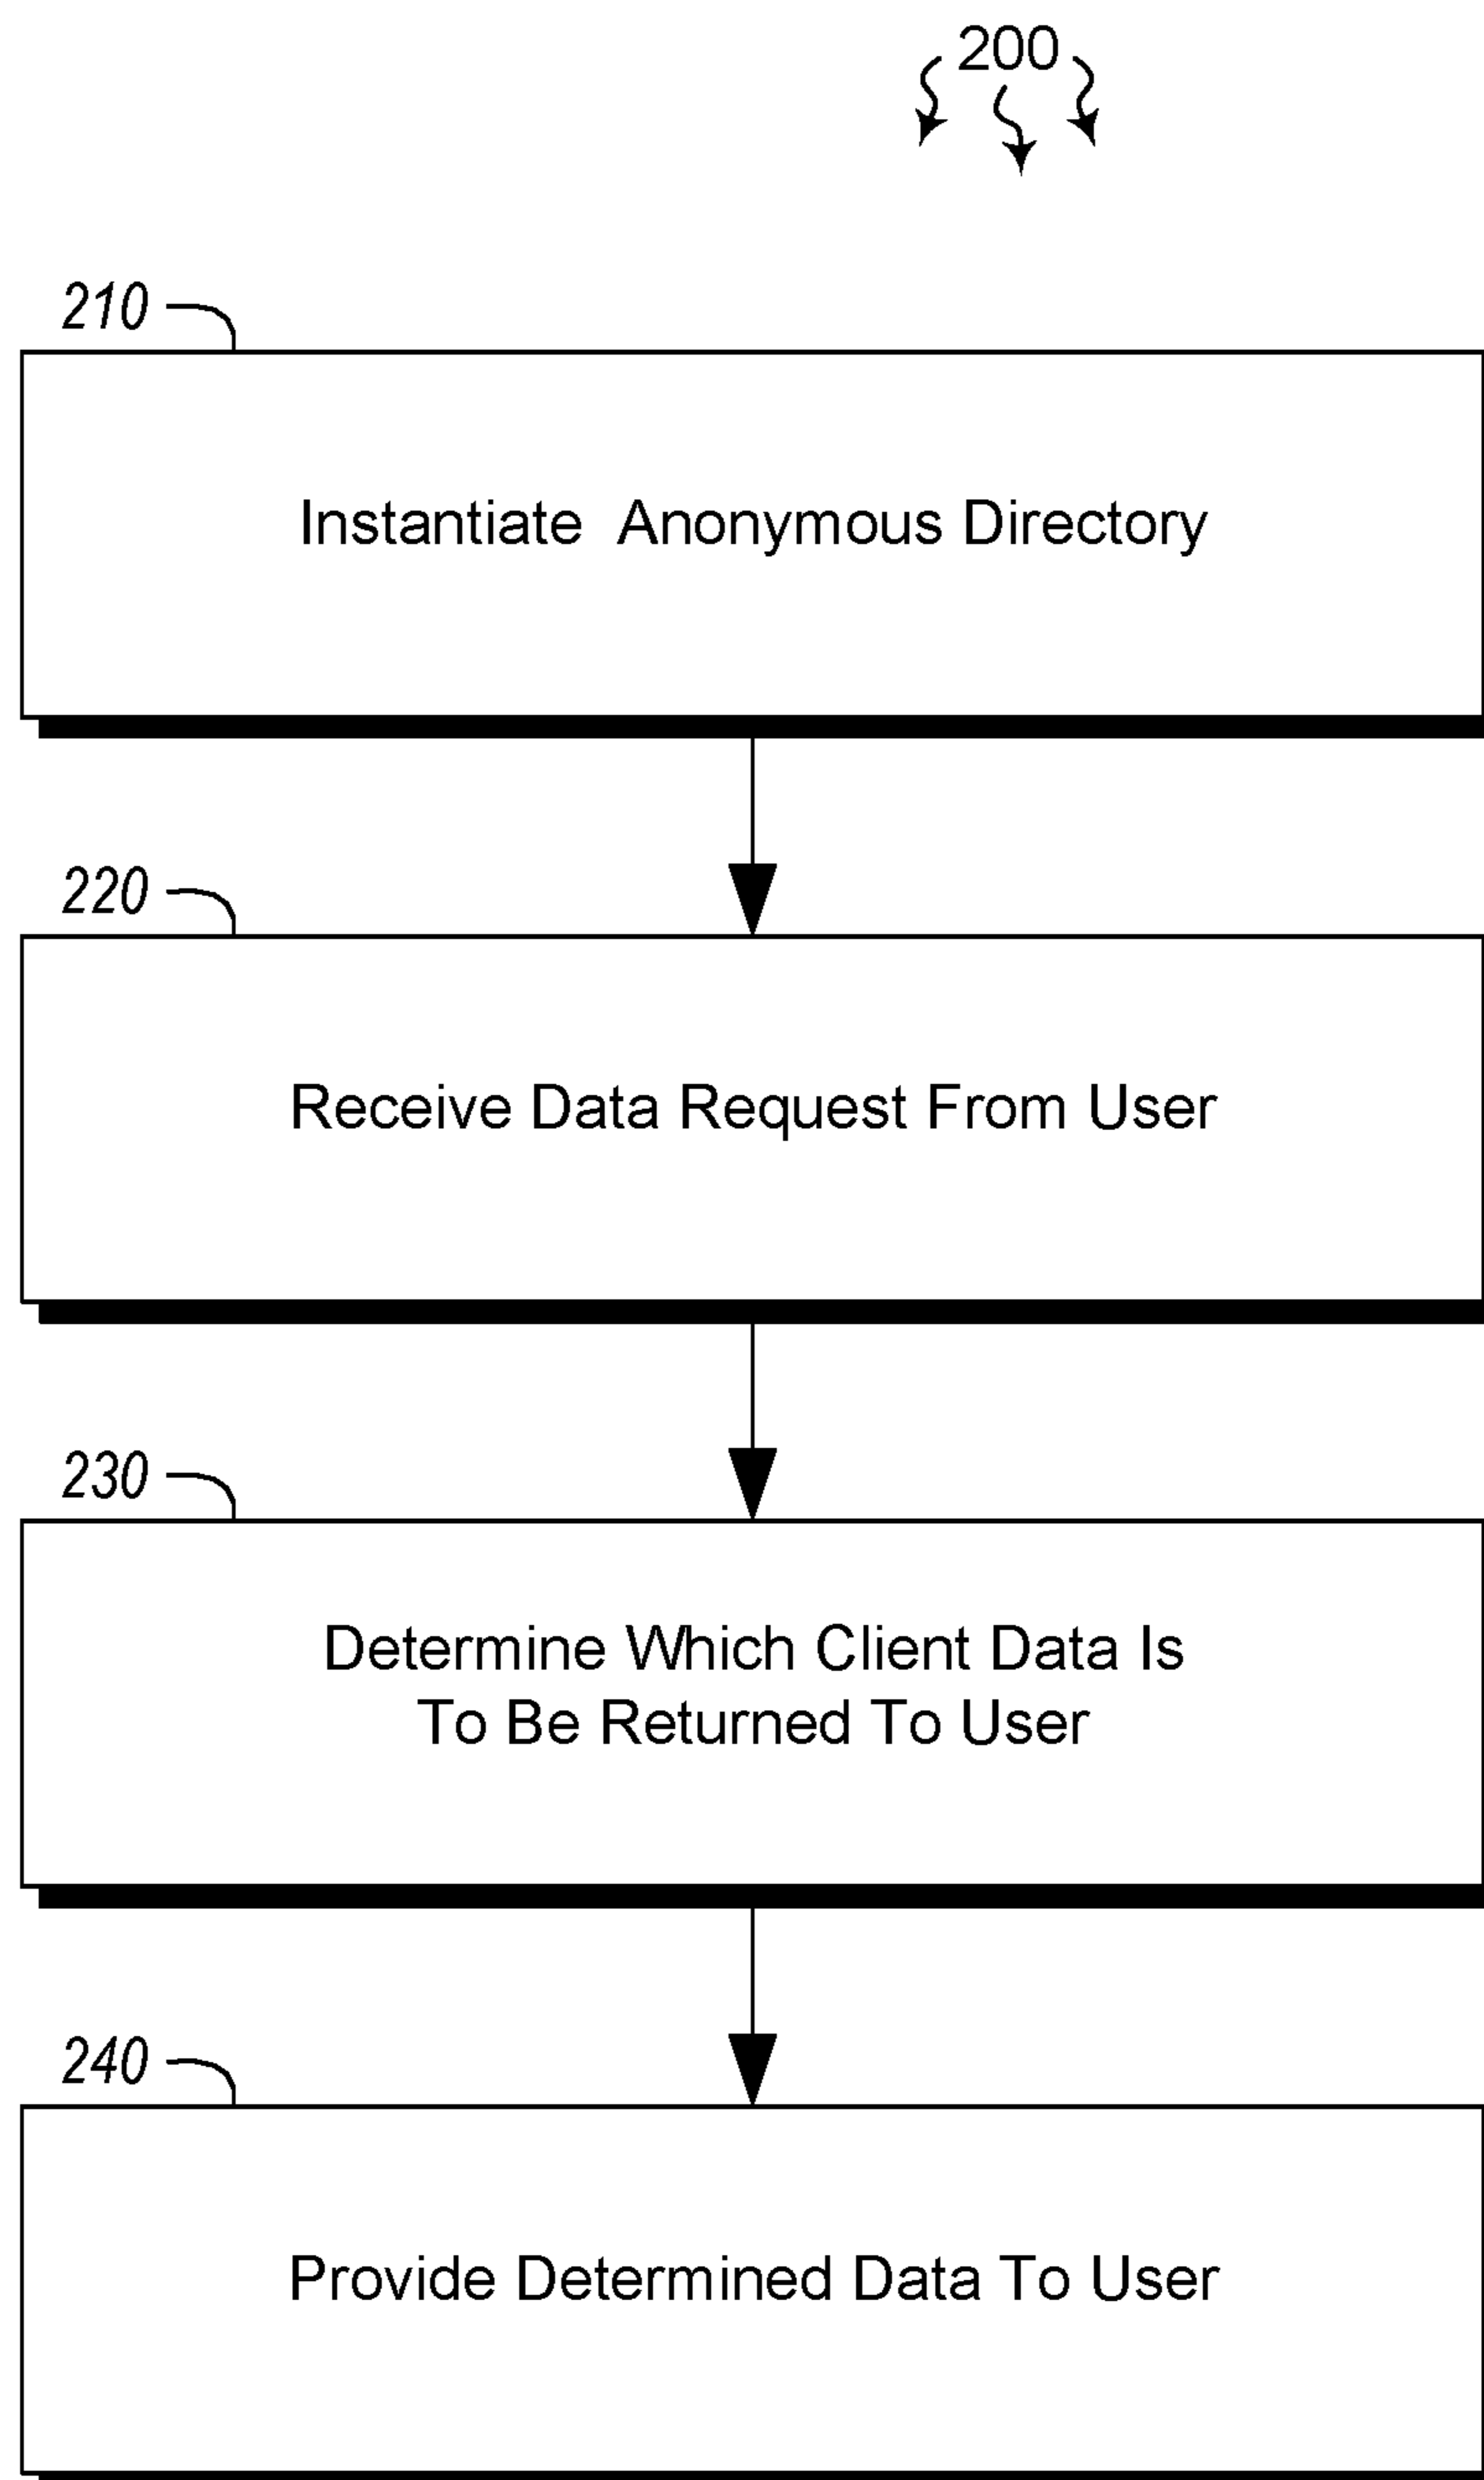 200
210
Instantiate Anonymous Directory
220
Receive Data Request From User
230
Determine Which Client Data Is
To Be Returned To User
240
Provide Determined Data To User